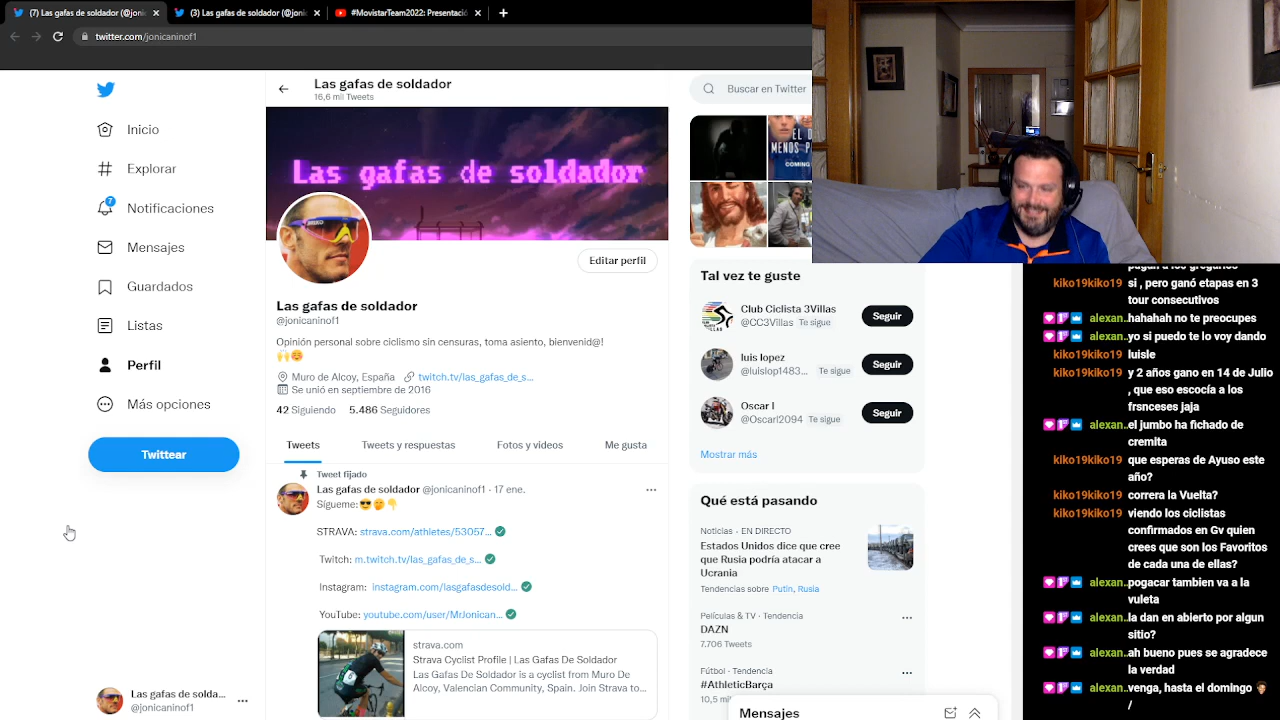 (7) Las gafas de soldador (@joni
(3) Las gafas de soldador (@joni
#MovistarTeam2022: Presentació
twitter.com/jonicaninof1
Las gafas de soldador
16,6 mil Tweets
Buscar en Twitter
Las gafas de soldador
Inicio
Explorar
7
Notificaciones
Mensajes
Guardados
Listas
Perfil
Más opciones
Twittear
Editar perfil
Las gafas de soldador
@jonicaninof1
Opinión personal sobre ciclismo sin censuras, toma asiento, bienvenid@!
🙌☺️
Muro de Alcoy, España twitch.tv/las_gafas_de_s...
Se unió en septiembre de 2016
42 Siguiendo 5.486 Seguidores
Tweets Tweets y respuestas Fotos y vídeos Me gusta
Tweet fijado
Las gafas de soldador @jonicaninof1 · 17 ene.
Sígueme:😎🤭👇
STRAVA: strava.com/athletes/53057...
Twitch: m.twitch.tv/las_gafas_de_s...
Instagram: instagram.com/lasgafasdesold...
YouTube: youtube.com/user/MrJonican...
strava.com
Strava Cyclist Profile | Las Gafas De Soldador
Las Gafas De Soldador is a cyclist from Muro De
Alcoy, Valencian Community, Spain. Join Strava to...
Las gafas de solda...
@jonicaninof1
MENOS P
COMING
Tal vez te guste
Club Ciclista 3Villas
@CC3Villas Te sigue
Seguir
luis lopez
@luislop1483... Te sigue
Seguir
Oscar l
@Oscarl2094 Te sigue
Seguir
Mostrar más
Qué está pasando
Noticias · EN DIRECTO
Estados Unidos dice que cree
que Rusia podría atacar a
Ucrania
Tendencias sobre Putin, Rusia
Películas & TV · Tendencia
DAZN
7.706 Tweets
Fútbol · Tendencia
#AthleticBarça
10,5 mi
Mensajes
pagan a los gregarios
kiko19kiko19 si , pero ganó etapas en 3
tour consecutivos
alexan.. hahahah no te preocupes
alexan.. yo si puedo te lo voy dando
kiko19kiko19 luisle
kiko19kiko19 y 2 años gano en 14 de Julio
, que eso escocía a los
frsnceses jaja
alexan.. el jumbo ha fichado de
cremita
kiko19kiko19 que esperas de Ayuso este
año?
kiko19kiko19 correra la Vuelta?
kiko19kiko19 viendo los ciclistas
confirmados en Gv quien
crees que son los Favoritos
de cada una de ellas?
alexan.. pogacar tambien va a la
vuleta
alexan.. la dan en abierto por algun
sitio?
alexan.. ah bueno pues se agradece
la verdad
alexan.. venga, hasta el domIngo
/